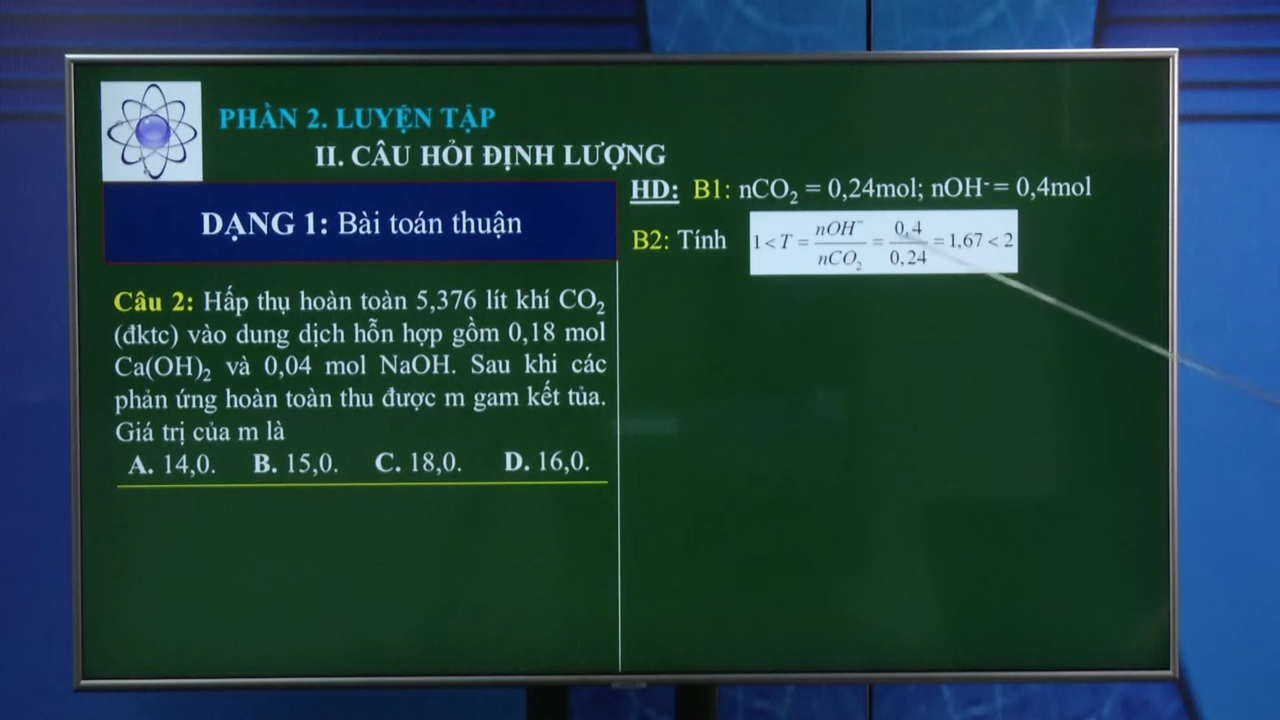 PHẦN 2. LUYỆN TẬP
II. CÂU HỎI ĐỊNH LƯỢNG
DẠNG 1: Bài toán thuận
Câu 2: Hấp thụ hoàn toàn 5,376 lít khí CO₂
(đktc) vào dung dịch hỗn hợp gồm 0,18 mol
Ca(OH)₂ và 0,04 mol NaOH. Sau khi các
phản ứng hoàn toàn thu được m gam kết tủa.
Giá trị của m là
A. 14,0. B. 15,0. C. 18,0. D. 16,0.
HD: B1: nCO₂ = 0,24mol; nOH⁻ = 0,4mol
B2: Tính 1 < T = nOH⁻/nCO₂ = 0,4/0,24 = 1,67 < 2